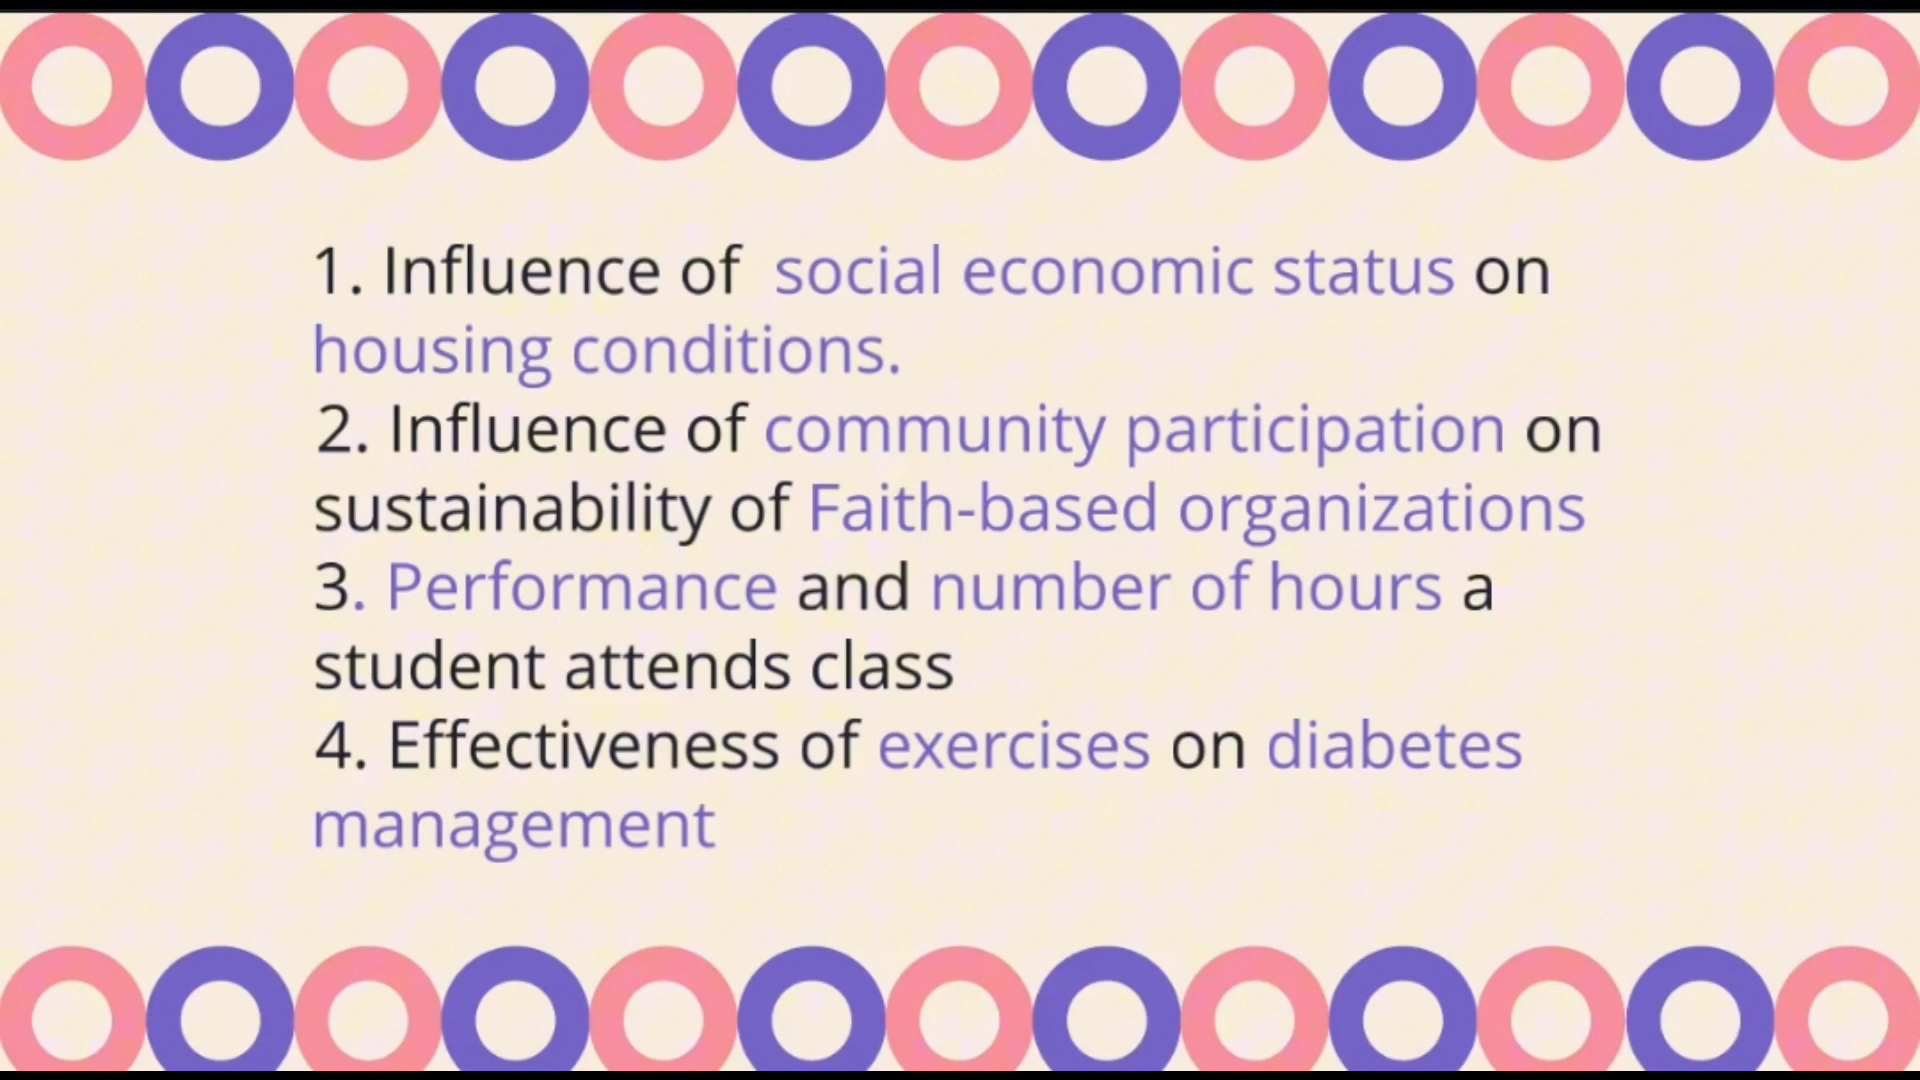 1. Influence of  social economic status on
housing conditions.
2. Influence of community participation on
sustainability of Faith-based organizations
3. Performance and number of hours a
student attends class
4. Effectiveness of exercises on diabetes
management